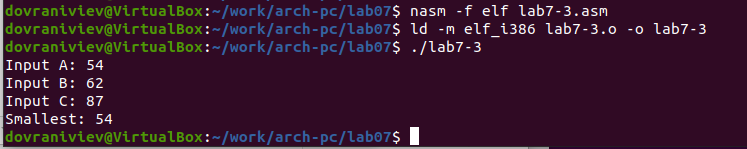 dovraniviev@VirtualBox:~/work/arch-pc/lab07$ nasm -f elf lab7-3.asm
dovraniviev@VirtualBox:~/work/arch-pc/lab07$ ld -m elf_i386 lab7-3.o -o lab7-3
dovraniviev@VirtualBox:~/work/arch-pc/lab07$ ./lab7-3
Input A: 54
Input B: 62
Input C: 87
Smallest: 54
dovraniviev@VirtualBox:~/work/arch-pc/lab07$